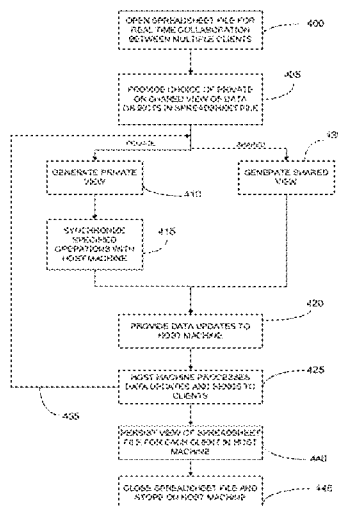 OPEN SPREADSHEET FILE FOR
REAL TIME COLLABORATION
BETWEEN MULTIPLE CLIENTS
400
PROVIDE CHOICE OF PRIVATE
OR SHARED VIEW OF DATA
OBJECTS IN SPREADSHEET FILE
405
PRIVATE
SHARED
GENERATE PRIVATE
VIEW
410
GENERATE SHARED
VIEW
SYNCHRONIZE
SPECIFIED
OPERATIONS WITH
HOST MACHINE
415
PROVIDE DATA UPDATES TO
HOST MACHINE
420
HOST MACHINE PROCESSES
DATA UPDATES AND SENDS TO
CLIENTS
425
435
PERSIST VIEW OF SPREADSHEET
FILE FOR EACH CLIENT IN HOST
MACHINE
440
CLOSE SPREADSHEET FILE AND
STORE ON HOST MACHINE
445